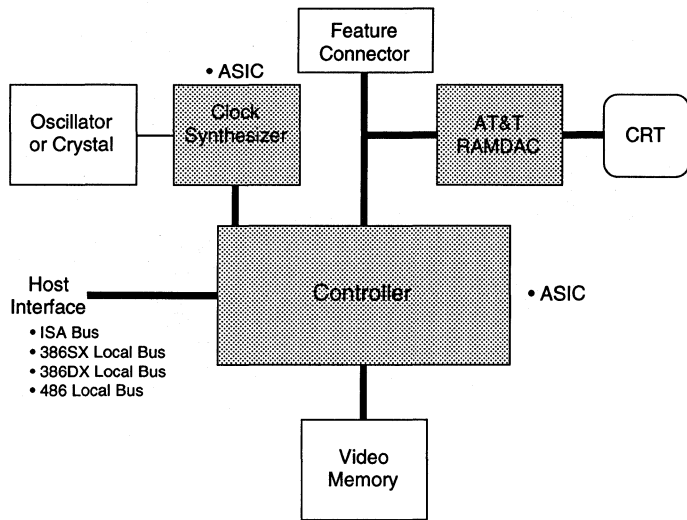 Feature
Connector
• ASIC
Oscillator
or Crystal
Clock
Synthesizer
AT&T
RAMDAC
CRT
Host
Interface
• ISA Bus
• 386SX Local Bus
• 386DX Local Bus
• 486 Local Bus
Controller
• ASIC
Video
Memory